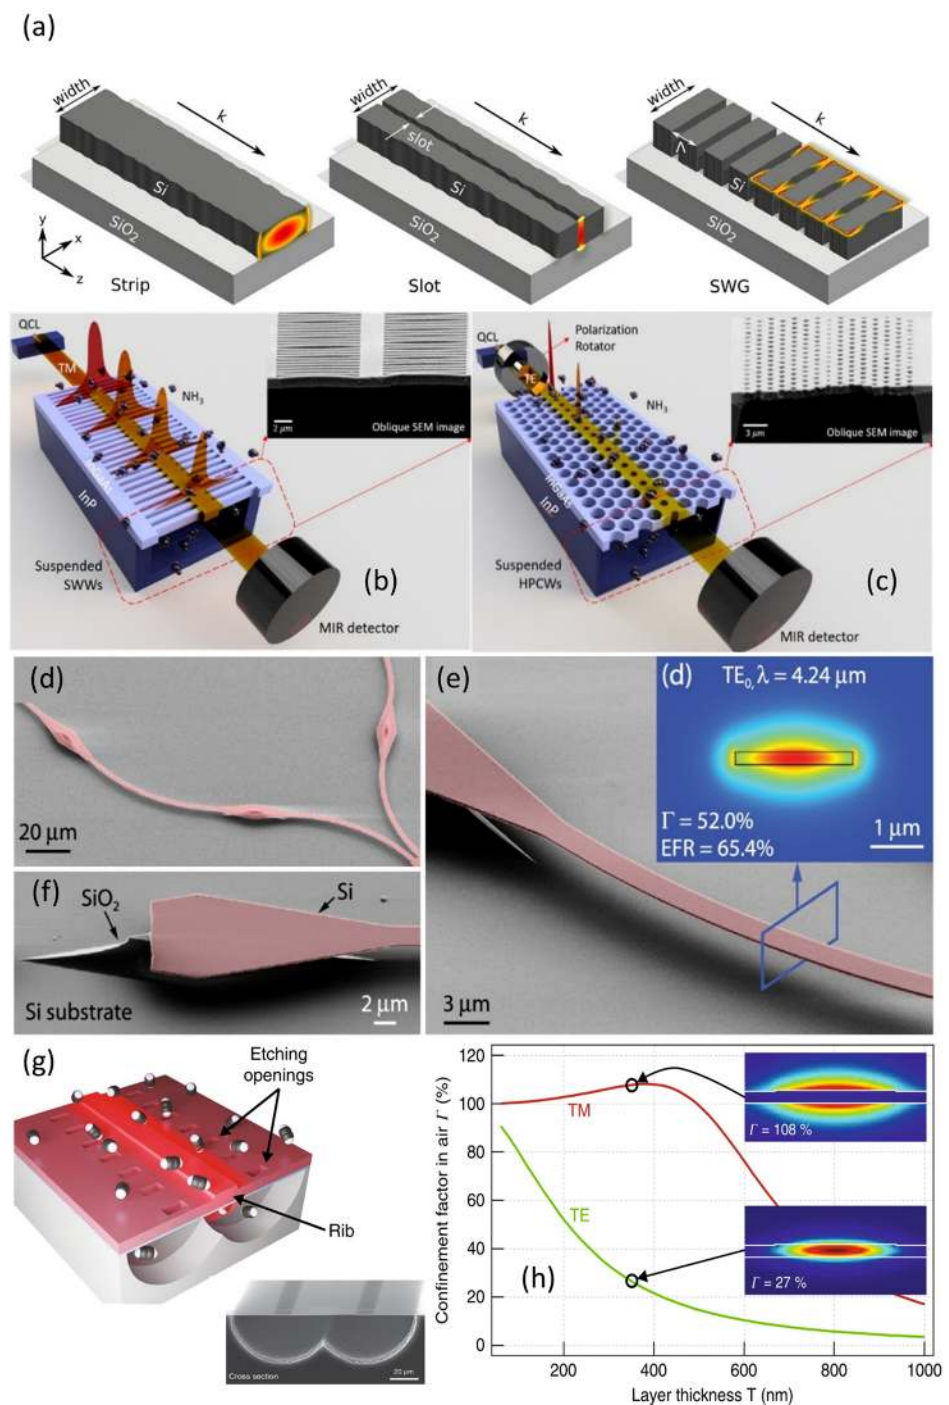 (a)
width
k
Si
SiO2
y
x
z
Strip
width
k
slot
Si
SiO2
Slot
width
k
Λ
Si
SiO2
SWG
QCL
TM
NH3
InP
Suspended
SWWs
2 μm
Oblique SEM image
(b)
MIR detector
QCL
TE
Polarization
Rotator
NH3
InGaAs
InP
Suspended
HPCWs
3 μm
Oblique SEM image
(c)
MIR detector
(d)
20 μm
(e)
3 μm
(d)
TE0, λ = 4.24 μm
Γ = 52.0%
EFR = 65.4%
1 μm
(f)
SiO2
Si
Si substrate
2 μm
(g)
Etching
openings
Rib
Cross section
20 μm
Confinement factor in air Γ (%)
120
100
80
60
40
20
0
TM
TE
Γ = 108 %
Γ = 27 %
(h)
200
400
600
800
1000
Layer thickness T (nm)